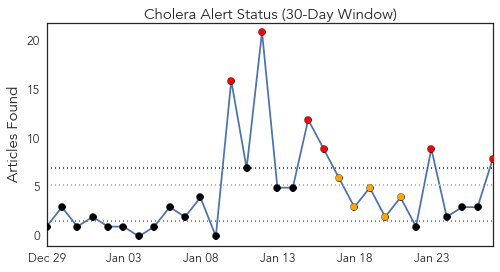 Cholera Alert Status (30-Day Window)
Articles Found
20
15
10
5
0
Dec 29 Jan 03 Jan 08 Jan 13 Jan 18 Jan 23